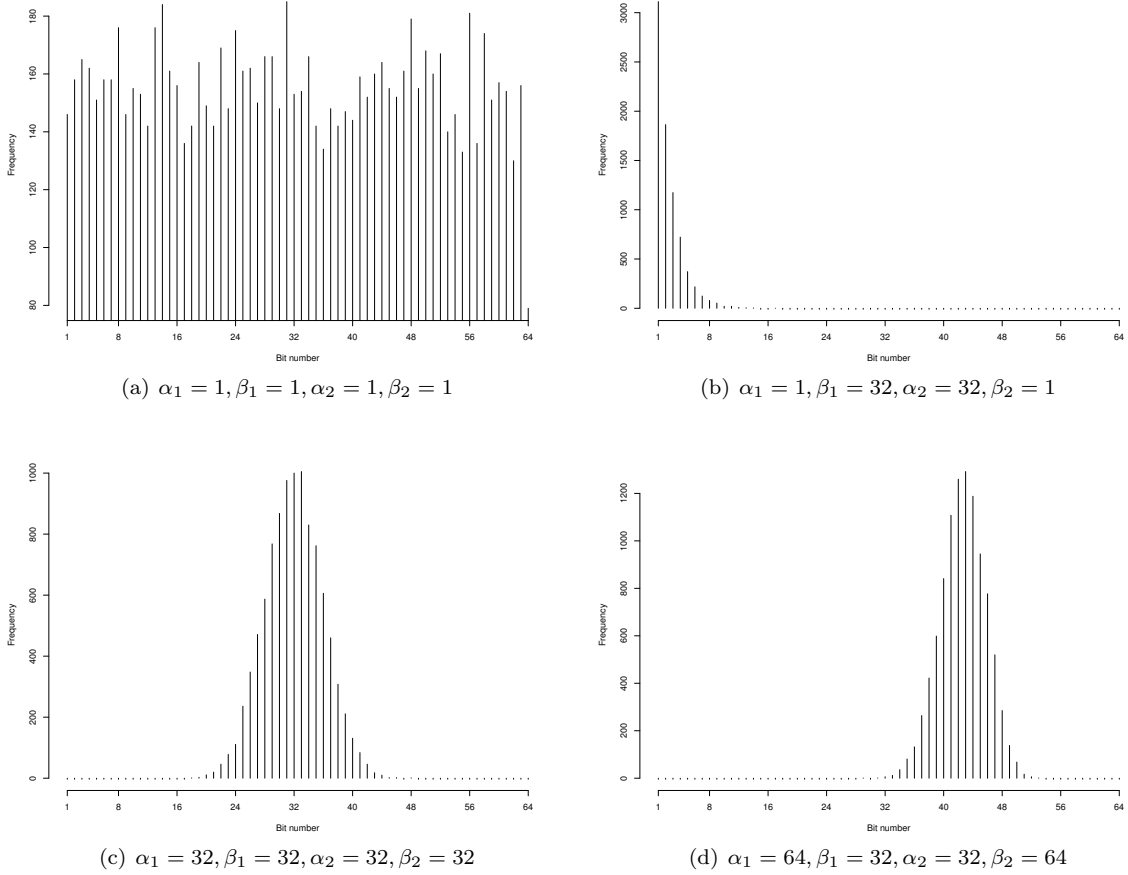 180
160
140
120
100
80
Frequency
1 8 16 24 32 40 48 56 64
Bit number
(a) α₁ = 1, β₁ = 1, α₂ = 1, β₂ = 1
3000
2500
2000
1500
1000
500
0
Frequency
1 8 16 24 32 40 48 56 64
Bit number
(b) α₁ = 1, β₁ = 32, α₂ = 32, β₂ = 1
1000
800
600
400
200
0
Frequency
1 8 16 24 32 40 48 56 64
Bit number
(c) α₁ = 32, β₁ = 32, α₂ = 32, β₂ = 32
1200
1000
800
600
400
200
0
Frequency
1 8 16 24 32 40 48 56 64
Bit number
(d) α₁ = 64, β₁ = 32, α₂ = 32, β₂ = 64